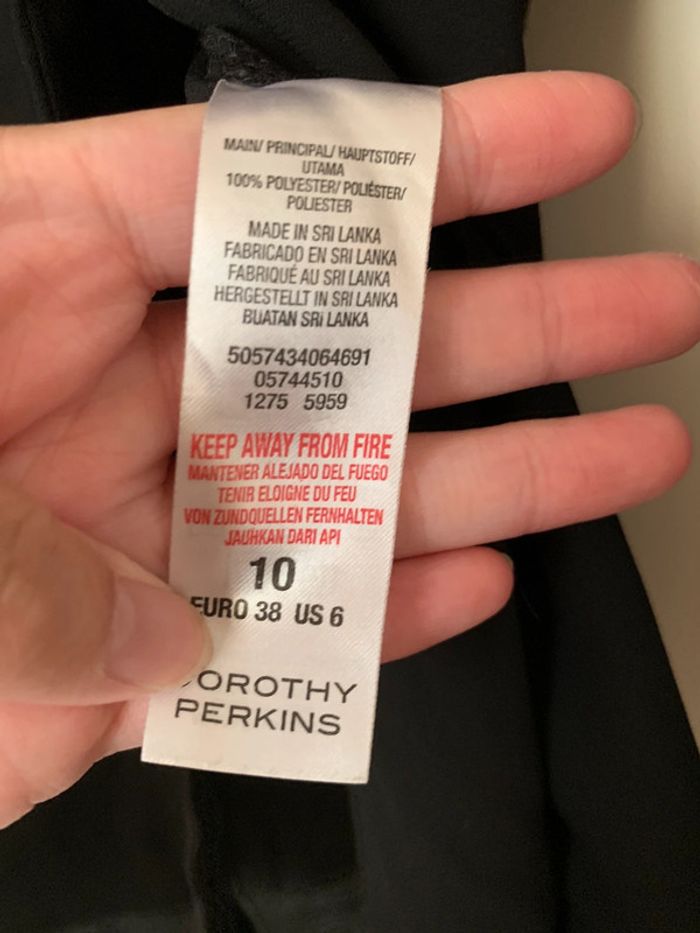 MAIN/ PRINCIPAL/ HAUPTSTOFF/
UTAMA
100% POLYESTER/ POLIÉSTER/
POLIESTER
MADE IN SRI LANKA
FABRICADO EN SRI LANKA
FABRIQUÉ AU SRI LANKA
HERGESTELLT IN SRI LANKA
BUATAN SRI LANKA
5057434064691
05744510
1275 5959
KEEP AWAY FROM FIRE
MANTENER ALEJADO DEL FUEGO
TENIR ELOIGNE DU FEU
VON ZUNDQUELLEN FERNHALTEN
JAUHKAN DARI API
10
EURO 38 US 6
DOROTHY
PERKINS